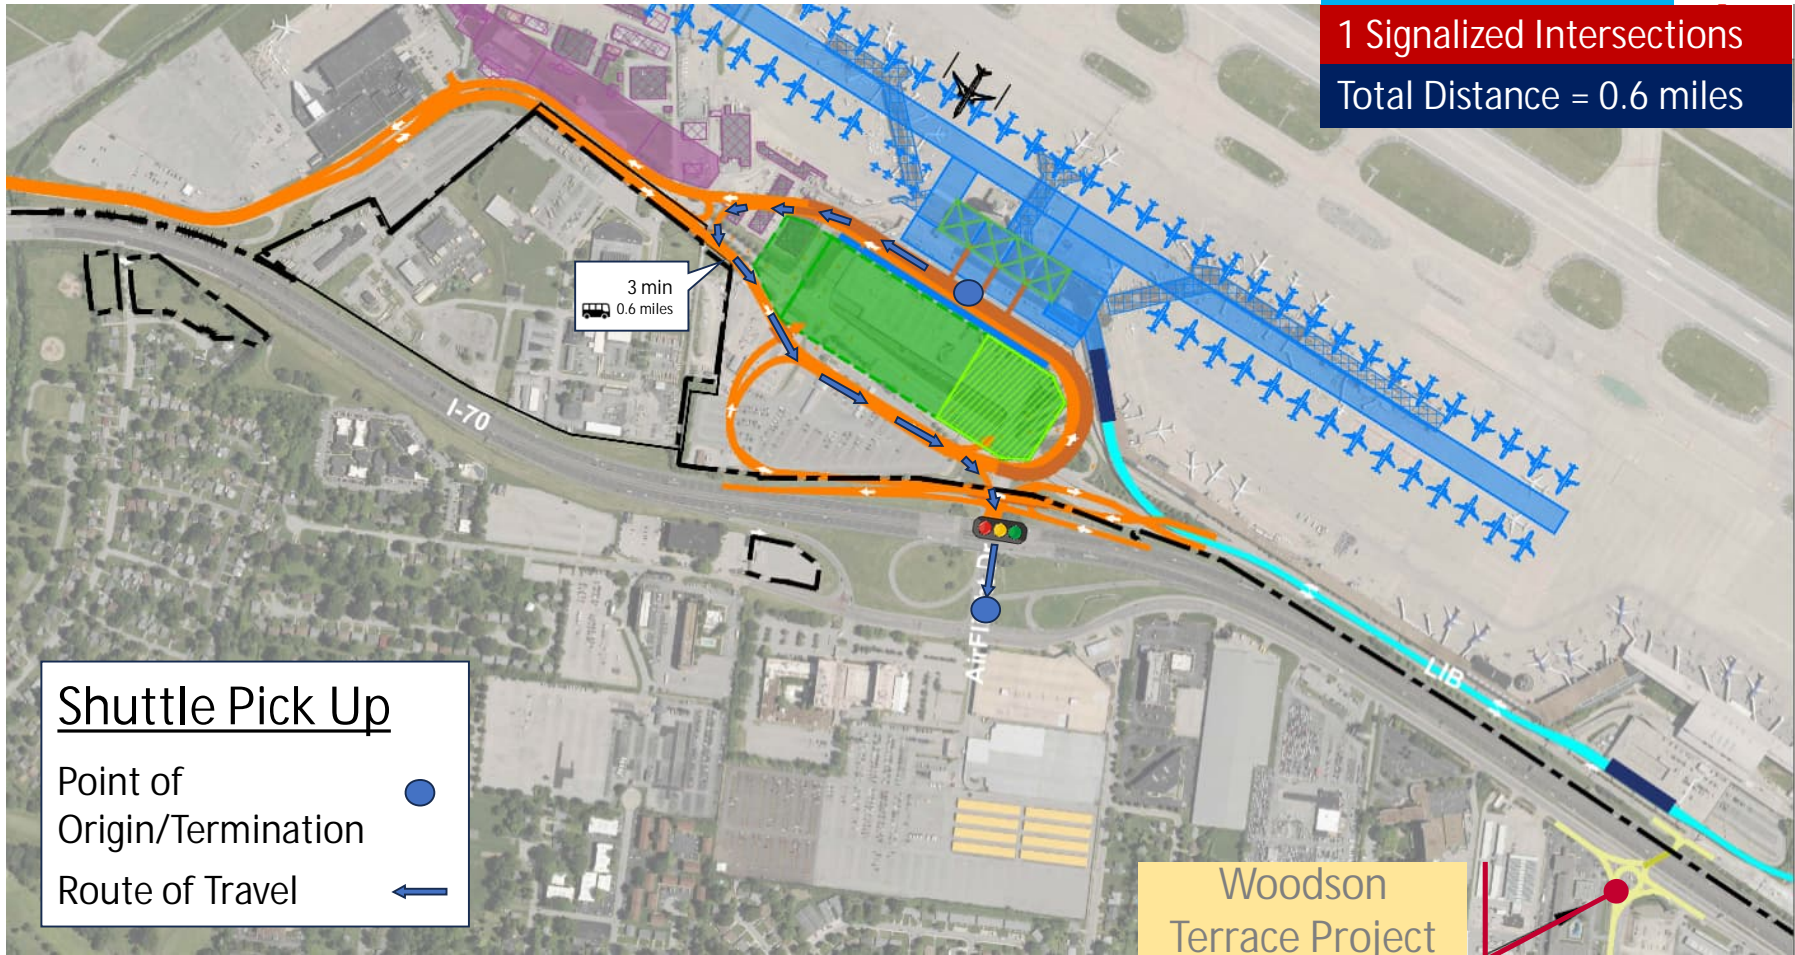 1 Signalized Intersections
Total Distance = 0.6 miles
3 min
0.6 miles
I-70
LIB
Shuttle Pick Up
Point of
Origin/Termination
Route of Travel
Woodson
Terrace Project